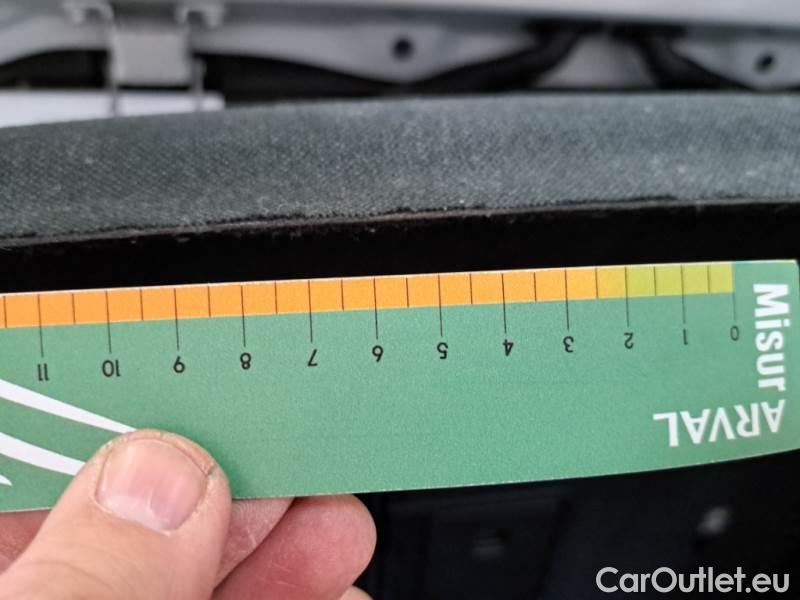 11 10 9 8 7 6 5 4 3 2 1 0
Misur
ARVAL
CarOutlet.eu